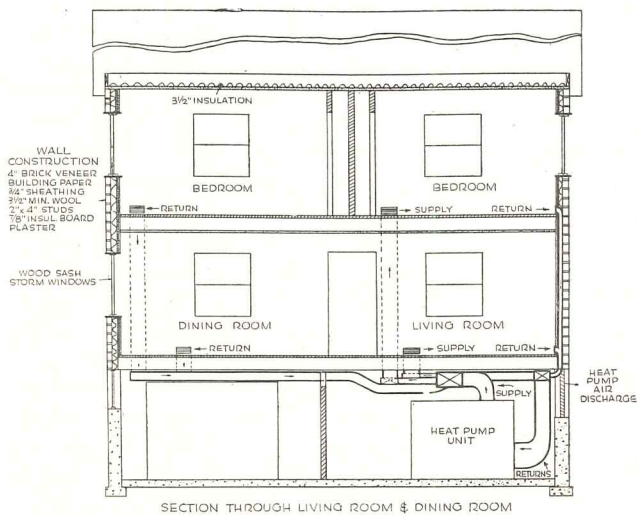 3½" INSULATION
WALL
CONSTRUCTION
4" BRICK VENEER
BUILDING PAPER
3/4" SHEATHING
3½" MIN. WOOL
2" x 4" STUDS
7/8" INSUL BOARD
PLASTER
BEDROOM
BEDROOM
RETURN
SUPPLY
RETURN
WOOD SASH
STORM WINDOWS
DINING ROOM
LIVING ROOM
RETURN
SUPPLY
RETURN
HEAT
PUMP
AIR
DISCHARGE
SUPPLY
HEAT PUMP
UNIT
RETURNS
SECTION THROUGH LIVING ROOM & DINING ROOM